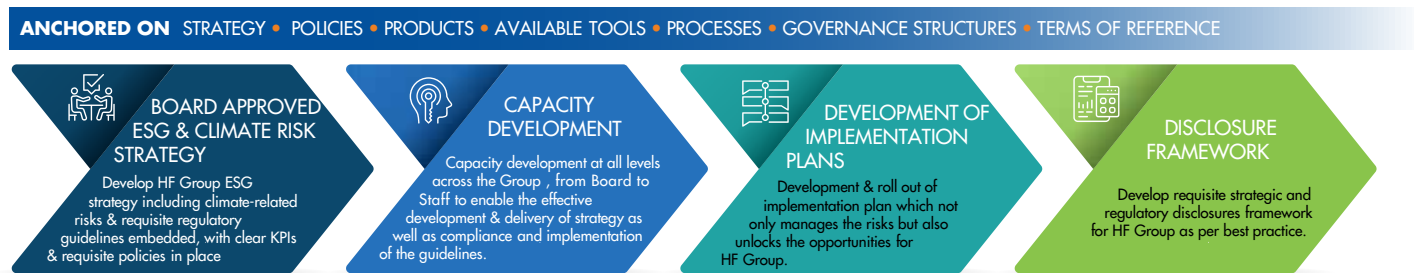 ANCHORED ON STRATEGY • POLICIES • PRODUCTS • AVAILABLE TOOLS • PROCESSES • GOVERNANCE STRUCTURES • TERMS OF REFERENCE
BOARD APPROVED
ESG & CLIMATE RISK
STRATEGY
Develop HF Group ESG
strategy including climate-related
risks & requisite regulatory
guidelines embedded, with clear KPIs
& requisite policies in place
CAPACITY
DEVELOPMENT
Capacity development at all levels
across the Group , from Board to
Staff to enable the effective
development & delivery of strategy as
well as compliance and implementation
of the guidelines.
DEVELOPMENT OF
IMPLEMENTATION
PLANS
Development & roll out of
implementation plan which not
only manages the risks but also
unlocks the opportunities for
HF Group.
DISCLOSURE
FRAMEWORK
Develop requisite strategic and
regulatory disclosures framework
for HF Group as per best practice.